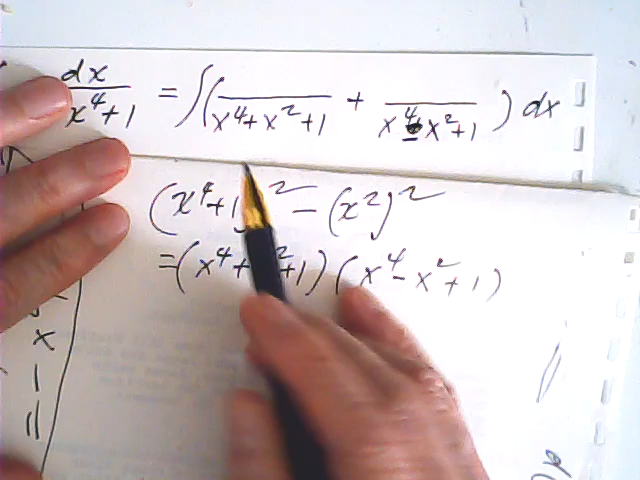 dx/(x⁴+1) = ∫( /(x⁴+x²+1) + /(x⁴-x²+1) ) dx
(x⁴+1)² - (x²)²
=(x⁴+x²+1)(x⁴-x²+1)
x
1
11